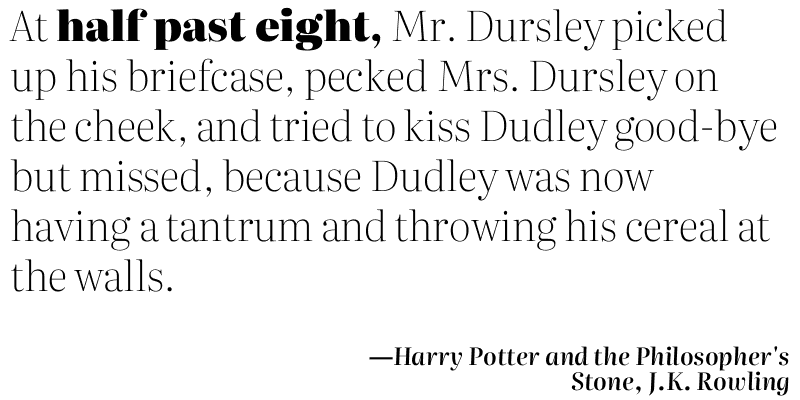 At half past eight, Mr. Dursley picked
up his briefcase, pecked Mrs. Dursley on
the cheek, and tried to kiss Dudley good-bye
but missed, because Dudley was now
having a tantrum and throwing his cereal at
the walls.
—Harry Potter and the Philosopher's
Stone, J.K. Rowling